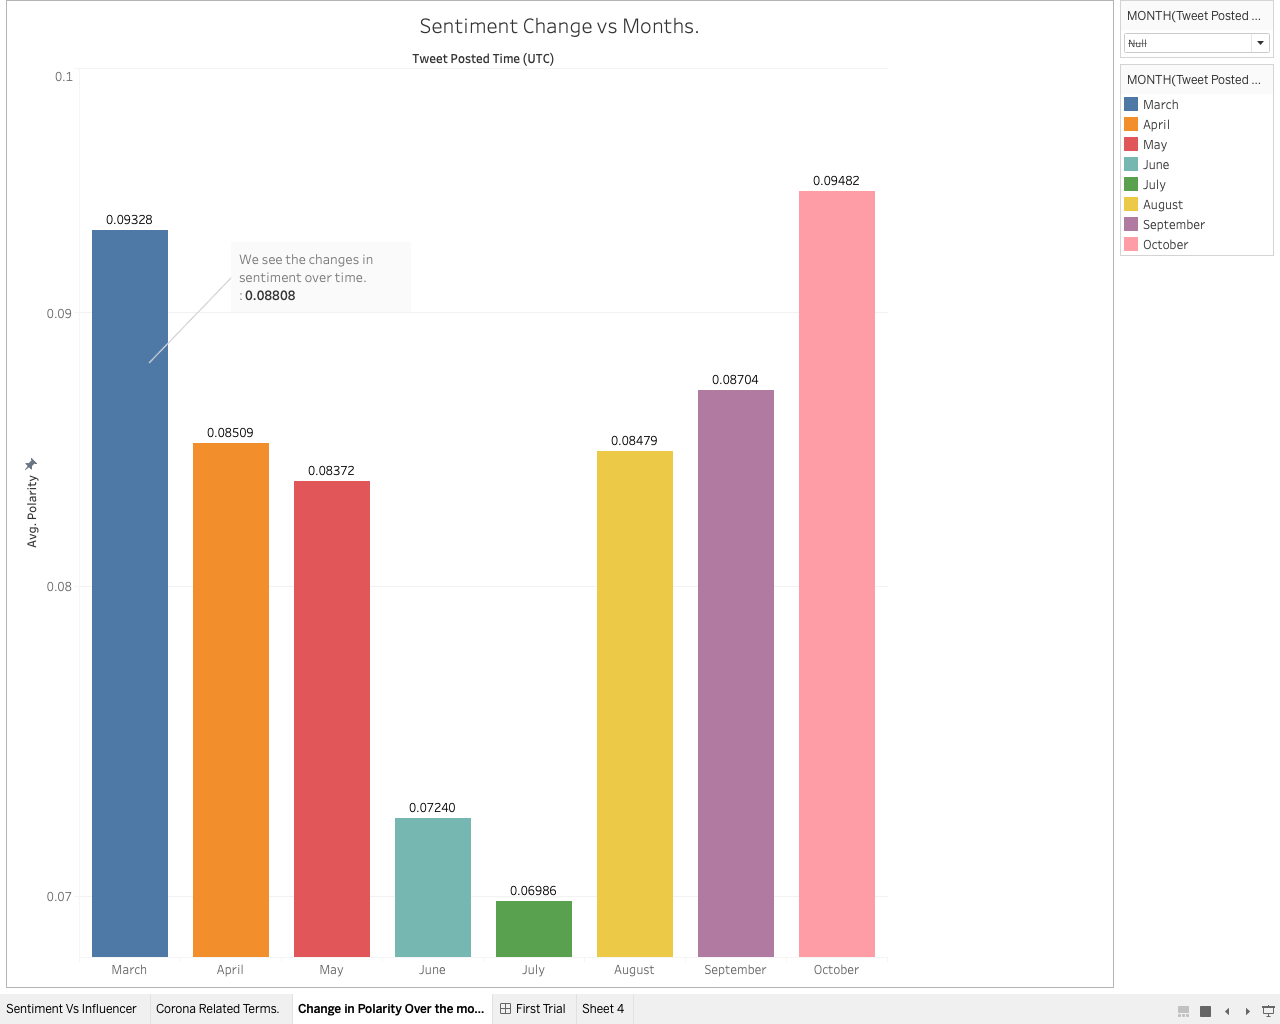 Sentiment Change vs Months.
Tweet Posted Time (UTC)
0.1
0.09
0.08
0.07
Avg. Polarity
0.09328
0.08509
0.08372
0.07240
0.06986
0.08479
0.08704
0.09482
We see the changes in
sentiment over time.
: 0.08808
March
April
May
June
July
August
September
October
MONTH(Tweet Posted ...
Null
MONTH(Tweet Posted ...
March
April
May
June
July
August
September
October
Sentiment Vs Influencer
Corona Related Terms.
Change in Polarity Over the mo...
First Trial
Sheet 4